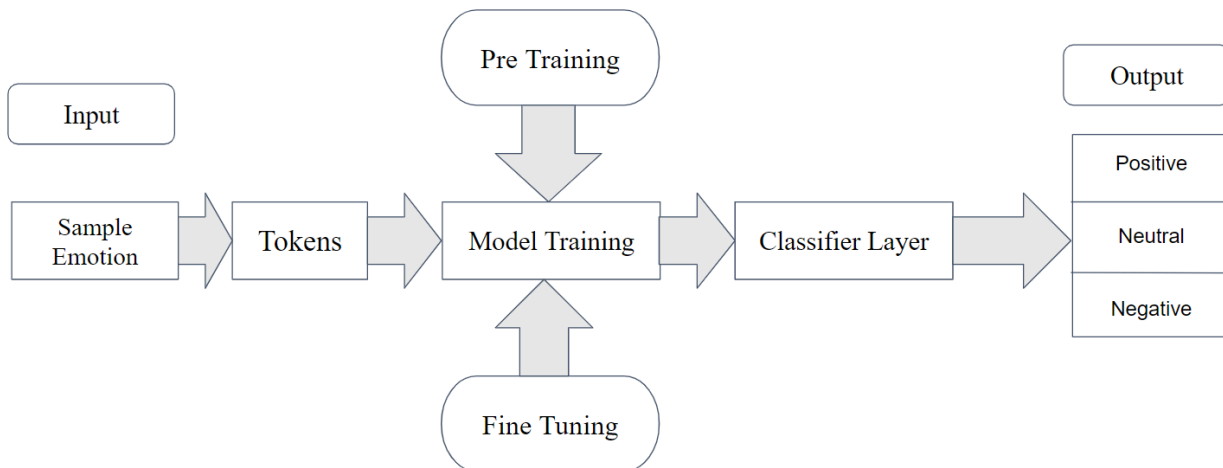 Pre Training
Output
Input
Positive
Sample
Emotion
Tokens
Model Training
Classifier Layer
Neutral
Negative
Fine Tuning